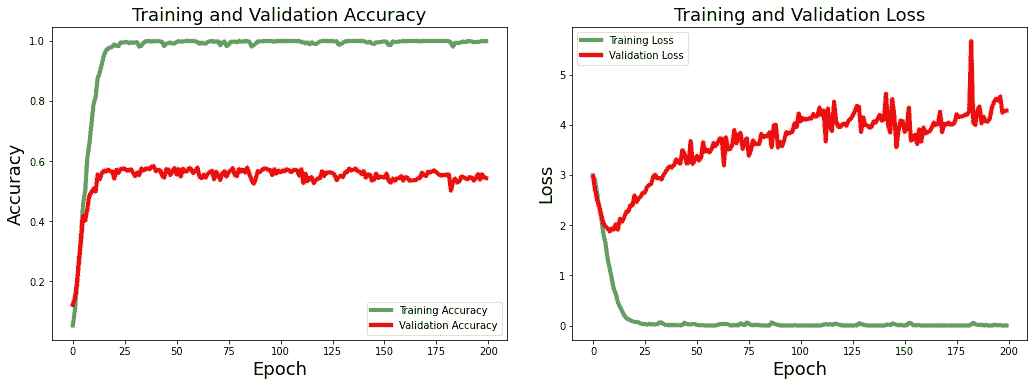 Training and Validation Accuracy
Accuracy
1.0
0.8
0.6
0.4
0.2
Training Accuracy
Validation Accuracy
0 25 50 75 100 125 150 175 200
Epoch
Training and Validation Loss
Training Loss
Validation Loss
Loss
5
4
3
2
1
0
0 25 50 75 100 125 150 175 200
Epoch